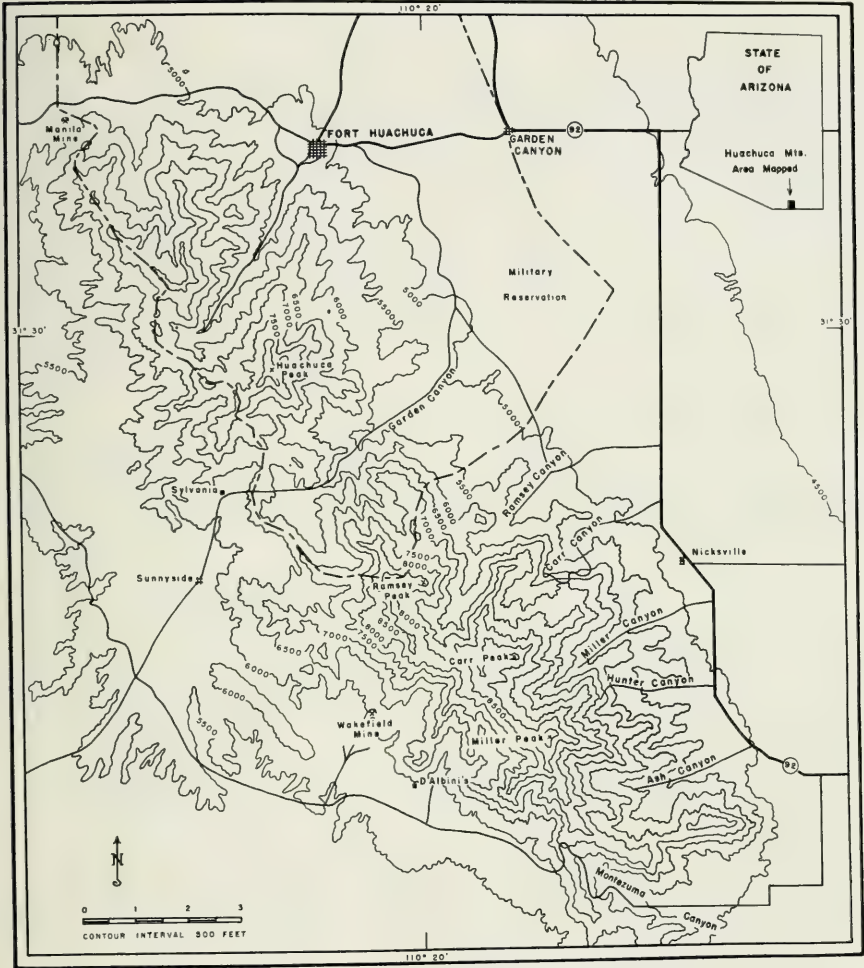 110° 20'
STATE
OF
ARIZONA
Huachuca Mts.
Area Mapped
5000
Manila
Mine
FORT HUACHUCA
GARDEN
CANYON
92
Military
Reservation
31° 30'
31° 30'
5000
5500
6000
6500
7000
7500
5500
Huachuca
Peak
Garden Canyon
5000
4500
Sylvania
5500
6000
6500
7000
7500
8000
Ramsey Canyon
Carr Canyon
Nicksville
Sunnyside
Ramsey
Peak
8000
8500
8000
7500
7000
6500
6000
6000
5500
Miller Canyon
Carr Peak
Hunter Canyon
8500
Wakefield
Mine
Miller Peak
D'Albini's
Ash Canyon
92
N
Montezuma
Canyon
0 1 2 3
CONTOUR INTERVAL 500 FEET
110° 20'